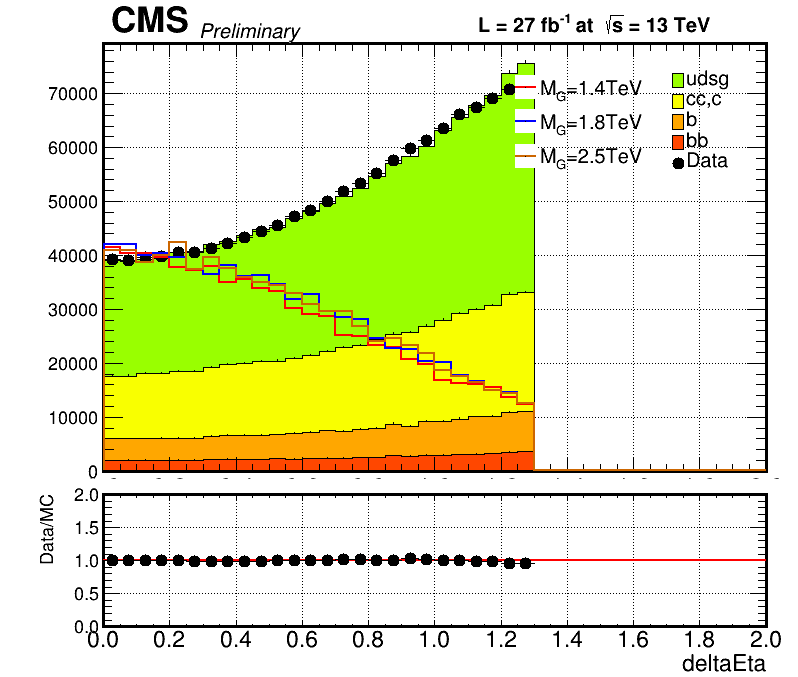 CMS Preliminary L = 27 fb⁻¹ at √s = 13 TeV
M_G=1.4TeV
M_G=1.8TeV
M_G=2.5TeV
udsg
cc,c
b
bb
Data
70000
60000
50000
40000
30000
20000
10000
0
Data/MC
2.0
1.5
1.0
0.5
0.0
0.0 0.2 0.4 0.6 0.8 1.0 1.2 1.4 1.6 1.8 2.0
deltaEta